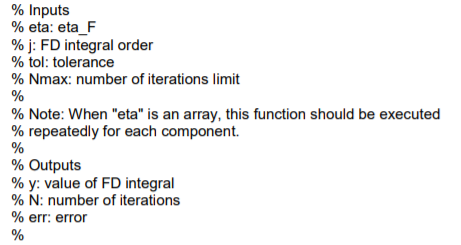 % Inputs
% eta: eta_F
% j: FD integral order
% tol: tolerance
% Nmax: number of iterations limit
%
% Note: When "eta" is an array, this function should be executed
% repeatedly for each component.
%
% Outputs
% y: value of FD integral
% N: number of iterations
% err: error
%